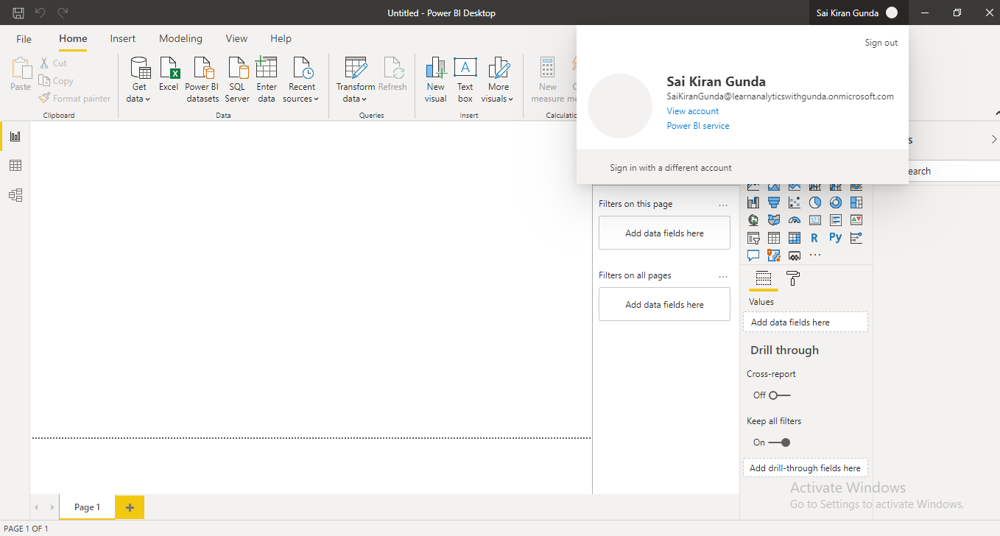 Untitled - Power BI Desktop
Sai Kiran Gunda
File Home Insert Modeling View Help
Sign out
Paste
Cut
Copy
Format painter
Clipboard
Get data
Excel
Power BI datasets
SQL Server
Enter data
Recent sources
Data
Transform data
Refresh
Queries
New visual
Text box
More visuals
Insert
New measure
Sai Kiran Gunda
SaiKiranGunda@learnanalyticswithgunda.onmicrosoft.com
View account
Power BI service
Sign in with a different account
s
earch
Filters on this page ...
Add data fields here
Filters on all pages ...
Add data fields here
123
R Py
...
Values
Add data fields here
Drill through
Cross-report
Off
Keep all filters
On
Add drill-through fields here
Activate Windows
Go to Settings to activate Windows.
Page 1
PAGE 1 OF 1